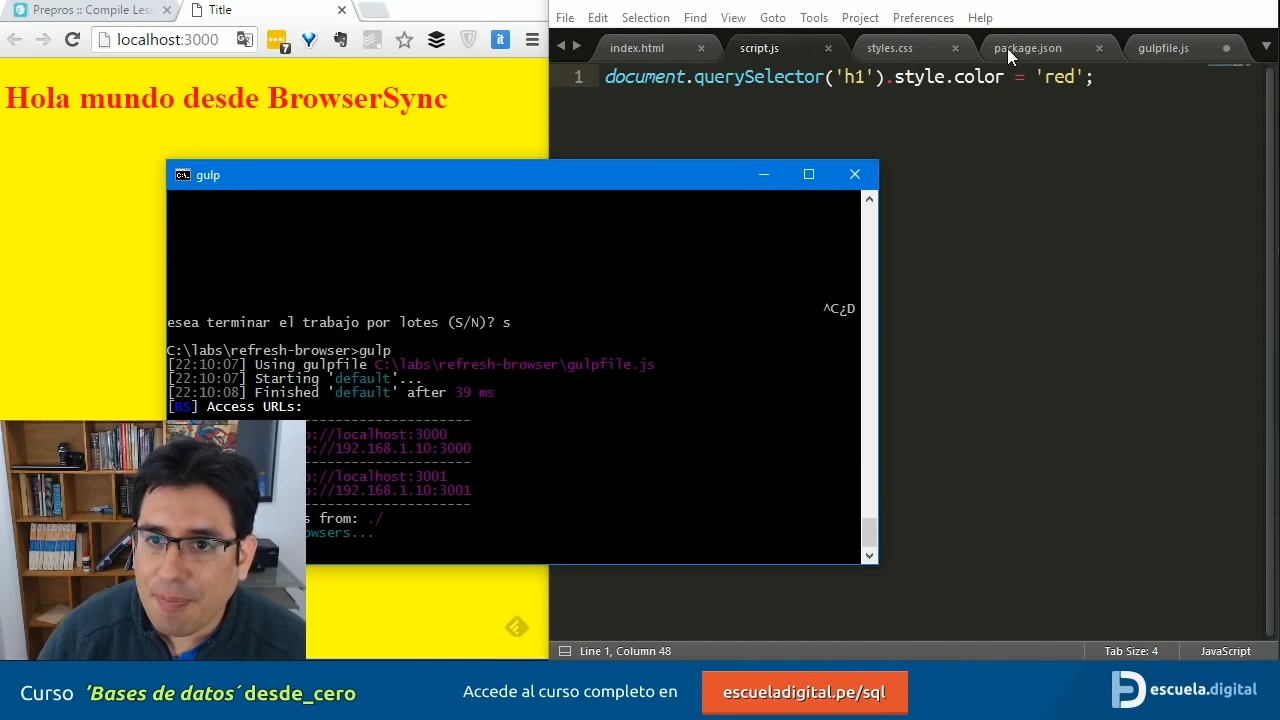 Prepros :: Compile Less
Title
localhost:3000
7
it
File Edit Selection Find View Goto Tools Project Preferences Help
index.html
script.js
styles.css
package.json
gulpfile.js
1 document.querySelector('h1').style.color = 'red';
Hola mundo desde BrowserSync
gulp
^C¿D
esea terminar el trabajo por lotes (S/N)? s
C:\labs\refresh-browser>gulp
[22:10:07] Using gulpfile C:\labs\refresh-browser\gulpfile.js
[22:10:07] Starting 'default'...
[22:10:08] Finished 'default' after 39 ms
[BS] Access URLs:
--------------------
p://localhost:3000
p://192.168.1.10:3000
--------------------
p://localhost:3001
p://192.168.1.10:3001
--------------------
s from: ./
owsers...
Line 1, Column 48
Tab Size: 4
JavaScript
Curso 'Bases de datos´ desde_cero
Accede al curso completo en
escueladigital.pe/sql
escuela.digital